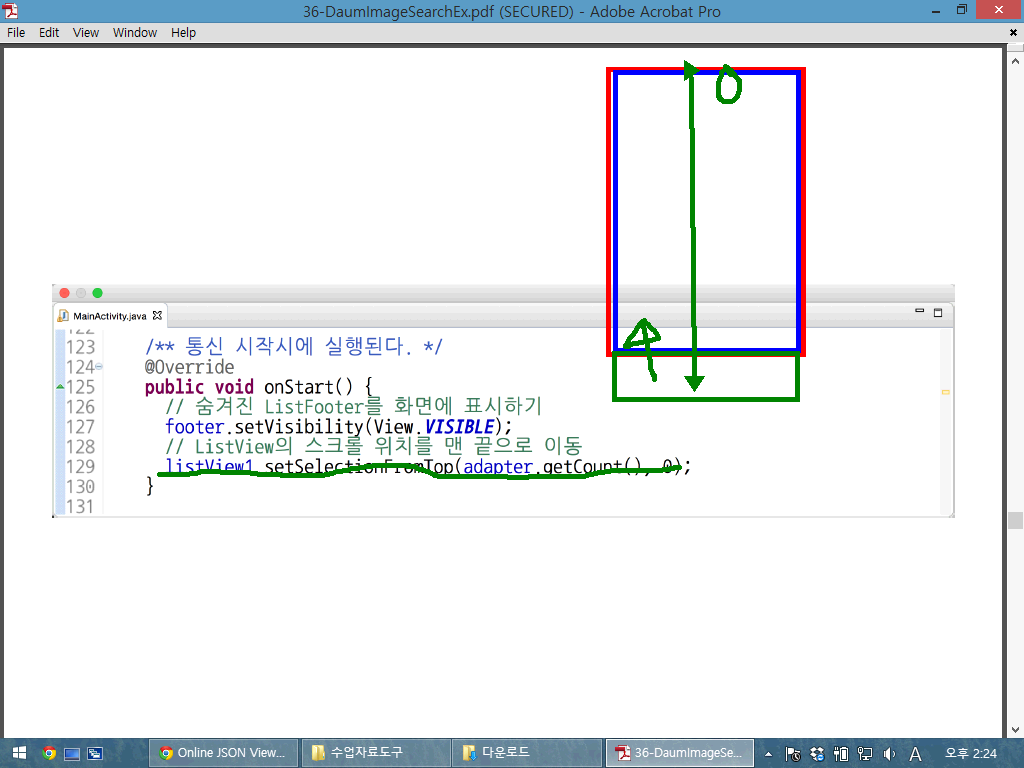 36-DaumImageSearchEx.pdf (SECURED) - Adobe Acrobat Pro
File Edit View Window Help
0
MainActivity.java
122
123 /** 통신 시작시에 실행된다. */
124 @Override
125 public void onStart() {
126 // 숨겨진 ListFooter를 화면에 표시하기
127 footer.setVisibility(View.VISIBLE);
128 // ListView의 스크롤 위치를 맨 끝으로 이동
129 listView1.setSelectionFromTop(adapter.getCount(), 0);
130 }
131
Online JSON View... 수업자료도구 다운로드 36-DaumImageSe... A 오후 2:24